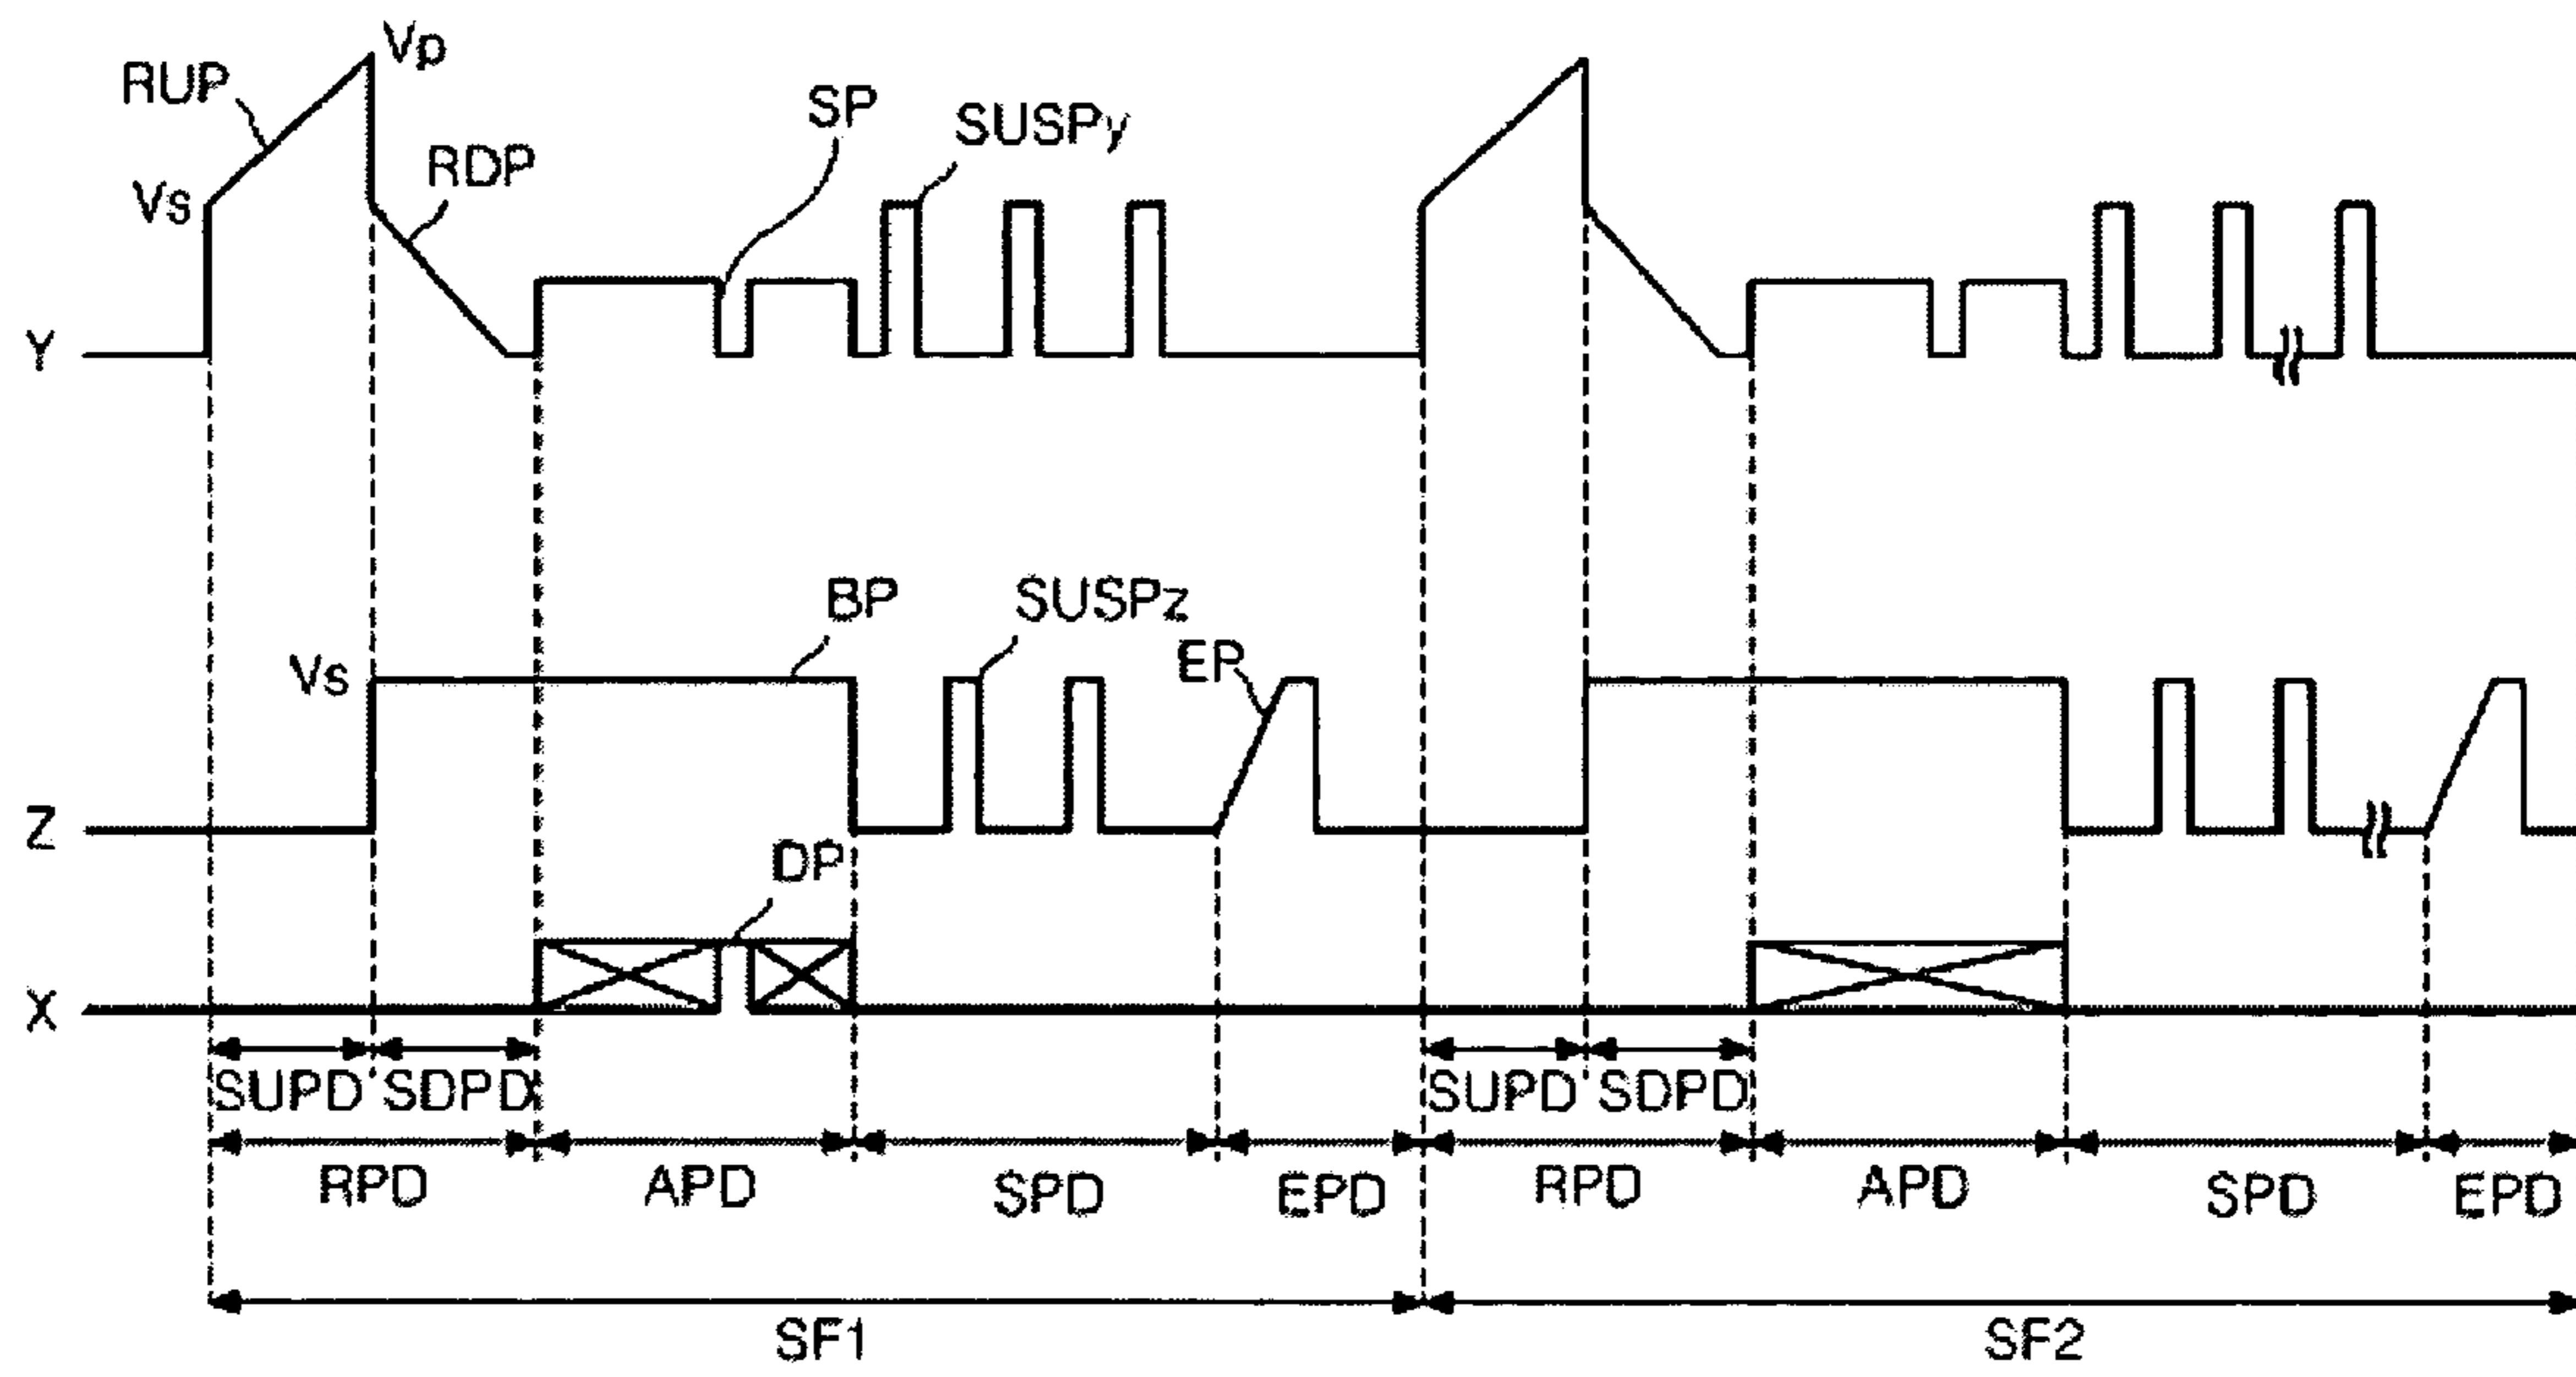 Vp
RUP
SP
SUSPy
RDP
Vs
Y
BP
SUSPz
EP
Vs
Z
DP
X
SUPD SDPD SUPD SDPD
RPD APD SPD EPD RPD APD SPD EPD
SF1 SF2